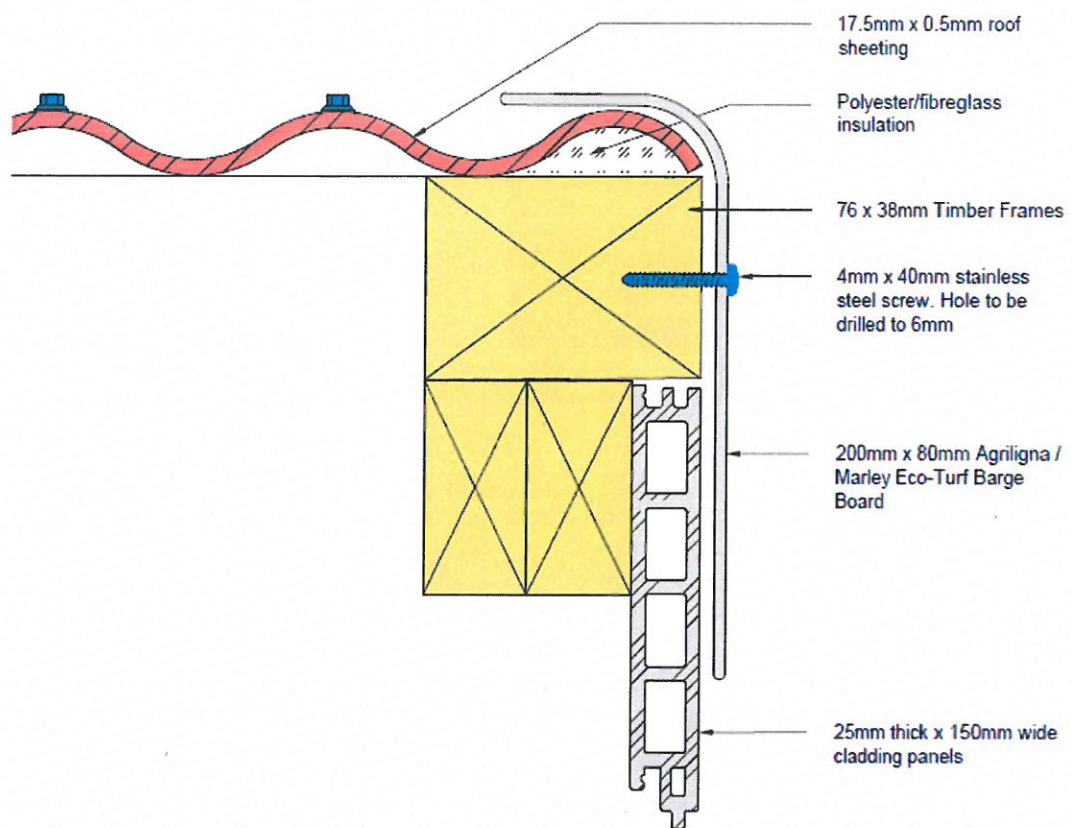 17.5mm x 0.5mm roof
sheeting
Polyester/fibreglass
insulation
76 x 38mm Timber Frames
4mm x 40mm stainless
steel screw. Hole to be
drilled to 6mm
200mm x 80mm Agriligna /
Marley Eco-Turf Barge
Board
25mm thick x 150mm wide
cladding panels